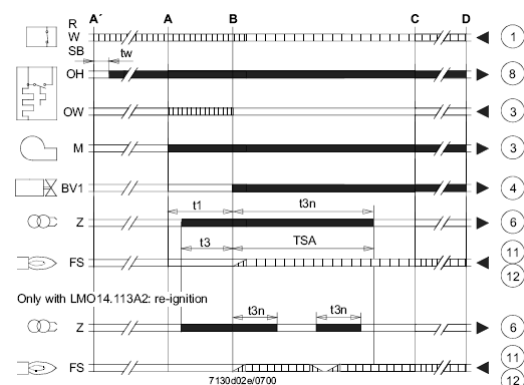 A´ A B C D
R
W 1
SB tw
OH 8
OW 3
M 3
BV1 4
t1 t3n
Z 6
t3 TSA
FS 11
12
Only with LMO14.113A2: re-ignition
t3n t3n
Z 6
FS 11
7130d02e/0700 12